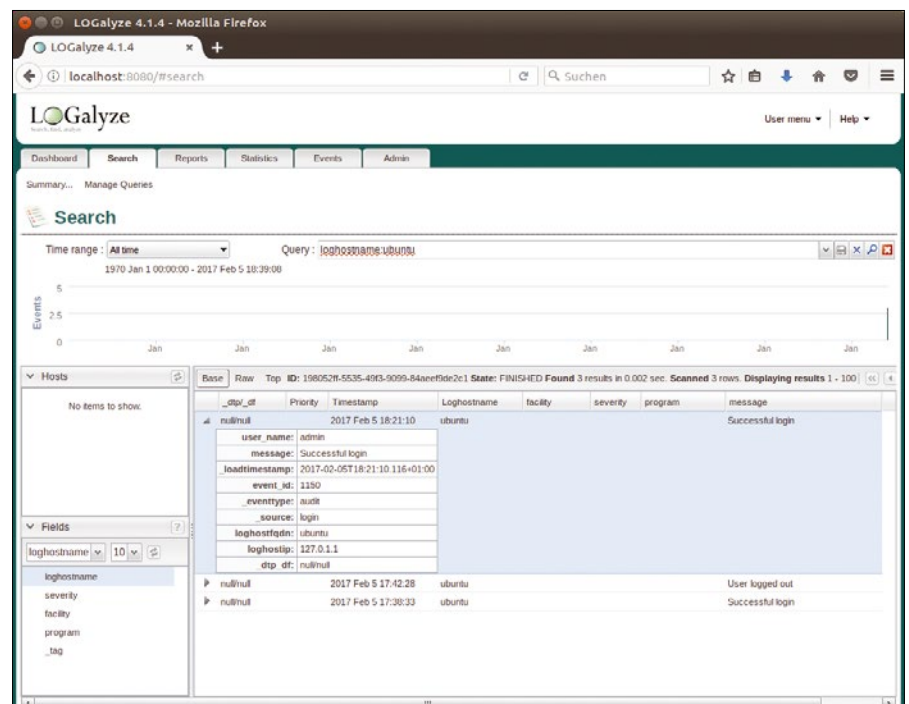 LOGalyze 4.1.4 - Mozilla Firefox
LOGalyze 4.1.4
localhost:8080/#search
Suchen
LOGalyze
User menu
Help
Dashboard Search Reports Statistics Events Admin
Summary... Manage Queries
Search
Time range : All time Query : loghostname:ubuntu
1970 Jan 1 00:00:00 - 2017 Feb 5 18:39:08
Events
5
2.5
0
Jan Jan Jan Jan Jan Jan Jan Jan Jan
Hosts
No items to show.
Base Raw Top ID: State: FINISHED Found 3 results in 0.002 sec. Scanned 3 rows. Displaying results 1 - 100
_dtp/_df Priority Timestamp Loghostname facility severity program message
null/null 2017 Feb 5 18:21:10 ubuntu Successful login
user_name: admin
message: Successful login
_loadtimestamp: 2017-02-05T18:21:10.116+01:00
event_id: 1150
_eventtype: audit
_source: login
loghostfqdn: ubuntu
loghostip: 127.0.1.1
dtp_df: null/null
null/null 2017 Feb 5 17:42:28 ubuntu User logged out
null/null 2017 Feb 5 17:38:33 ubuntu Successful login
Fields
loghostname 10
loghostname
severity
facility
program
_tag